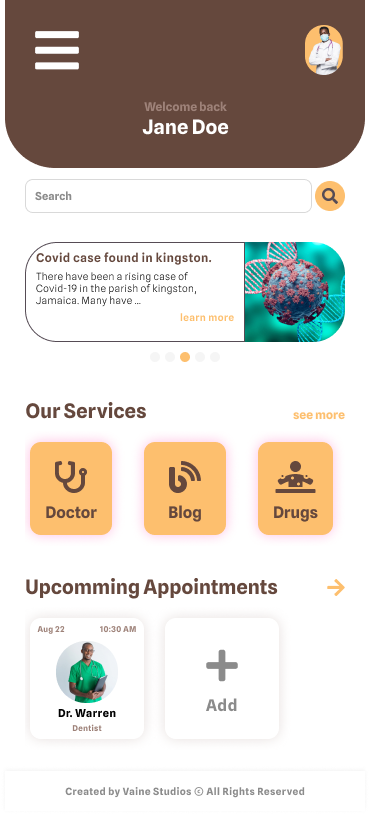 Welcome back
Jane Doe
Search
Covid case found in kingston.
There have been a rising case of
Covid-19 in the parish of kingston,
Jamaica. Many have ...
learn more
Our Services
see more
Doctor
Blog
Drugs
Upcomming Appointments
Aug 22
10:30 AM
Dr. Warren
Dentist
Add
Created by Vaine Studios © All Rights Reserved